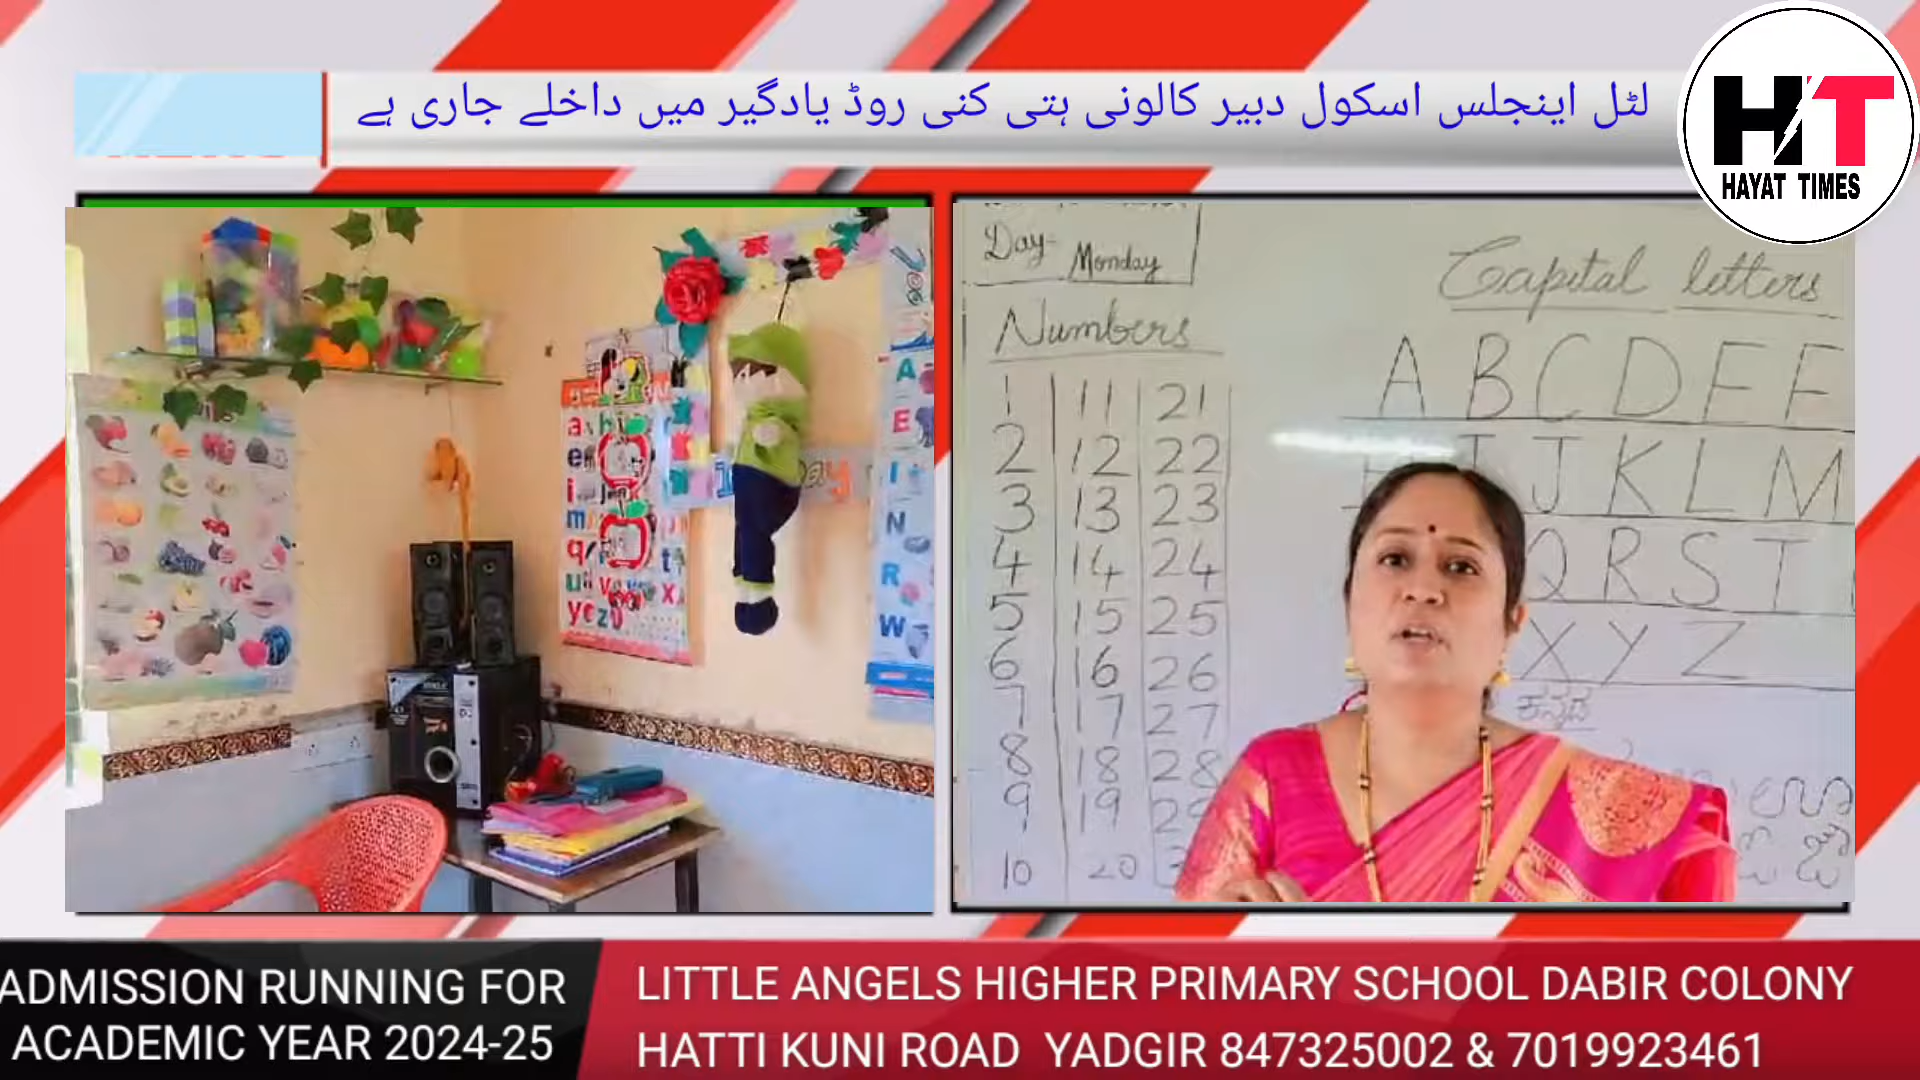 لٹل اینجلس اسکول دبیر کالونی ہتی کنی روڈ یادگیر میں داخلے جاری ہے
HT
HAYAT TIMES
Day- Monday
Capital letters
Numbers
A B C D E F
1 11 21
J K L M
2 12 22
3 13 23
Q R S T
4 14 24
5 15 25
X Y Z
6 16 26
ಕನ್ನಡ
7 17 27
8 18 28
9 19
10 20
ADMISSION RUNNING FOR
ACADEMIC YEAR 2024-25
LITTLE ANGELS HIGHER PRIMARY SCHOOL DABIR COLONY
HATTI KUNI ROAD YADGIR 847325002 & 7019923461